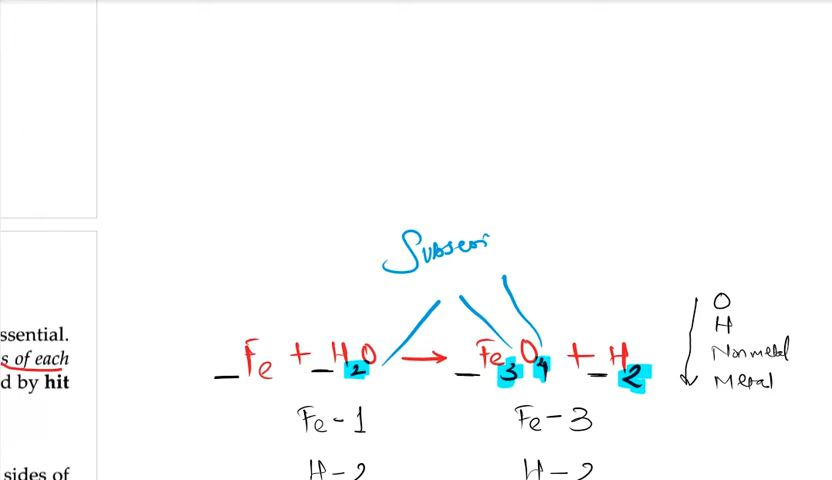 Subscri
O
H
Nonmetal
Metal
_Fe + _H2O → _Fe3O4 + _H2
Fe-1 Fe-3
H-2 H-2
ssential.
s of each
d by hit
sides of